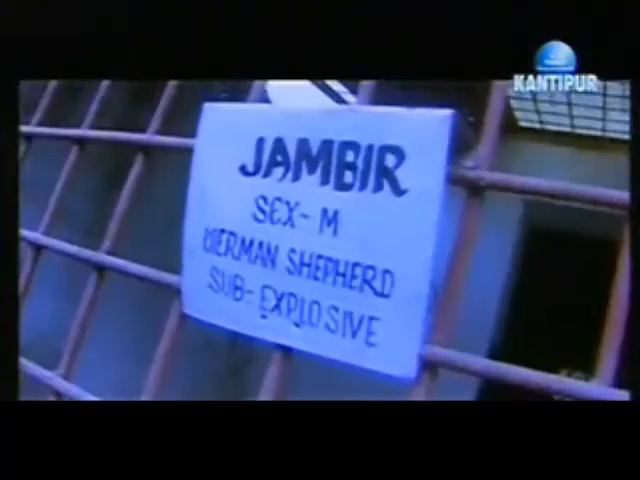 KANTIPUR
JAMBIR
SEX- M
GERMAN SHEPHERD
SUB- EXPLOSIVE